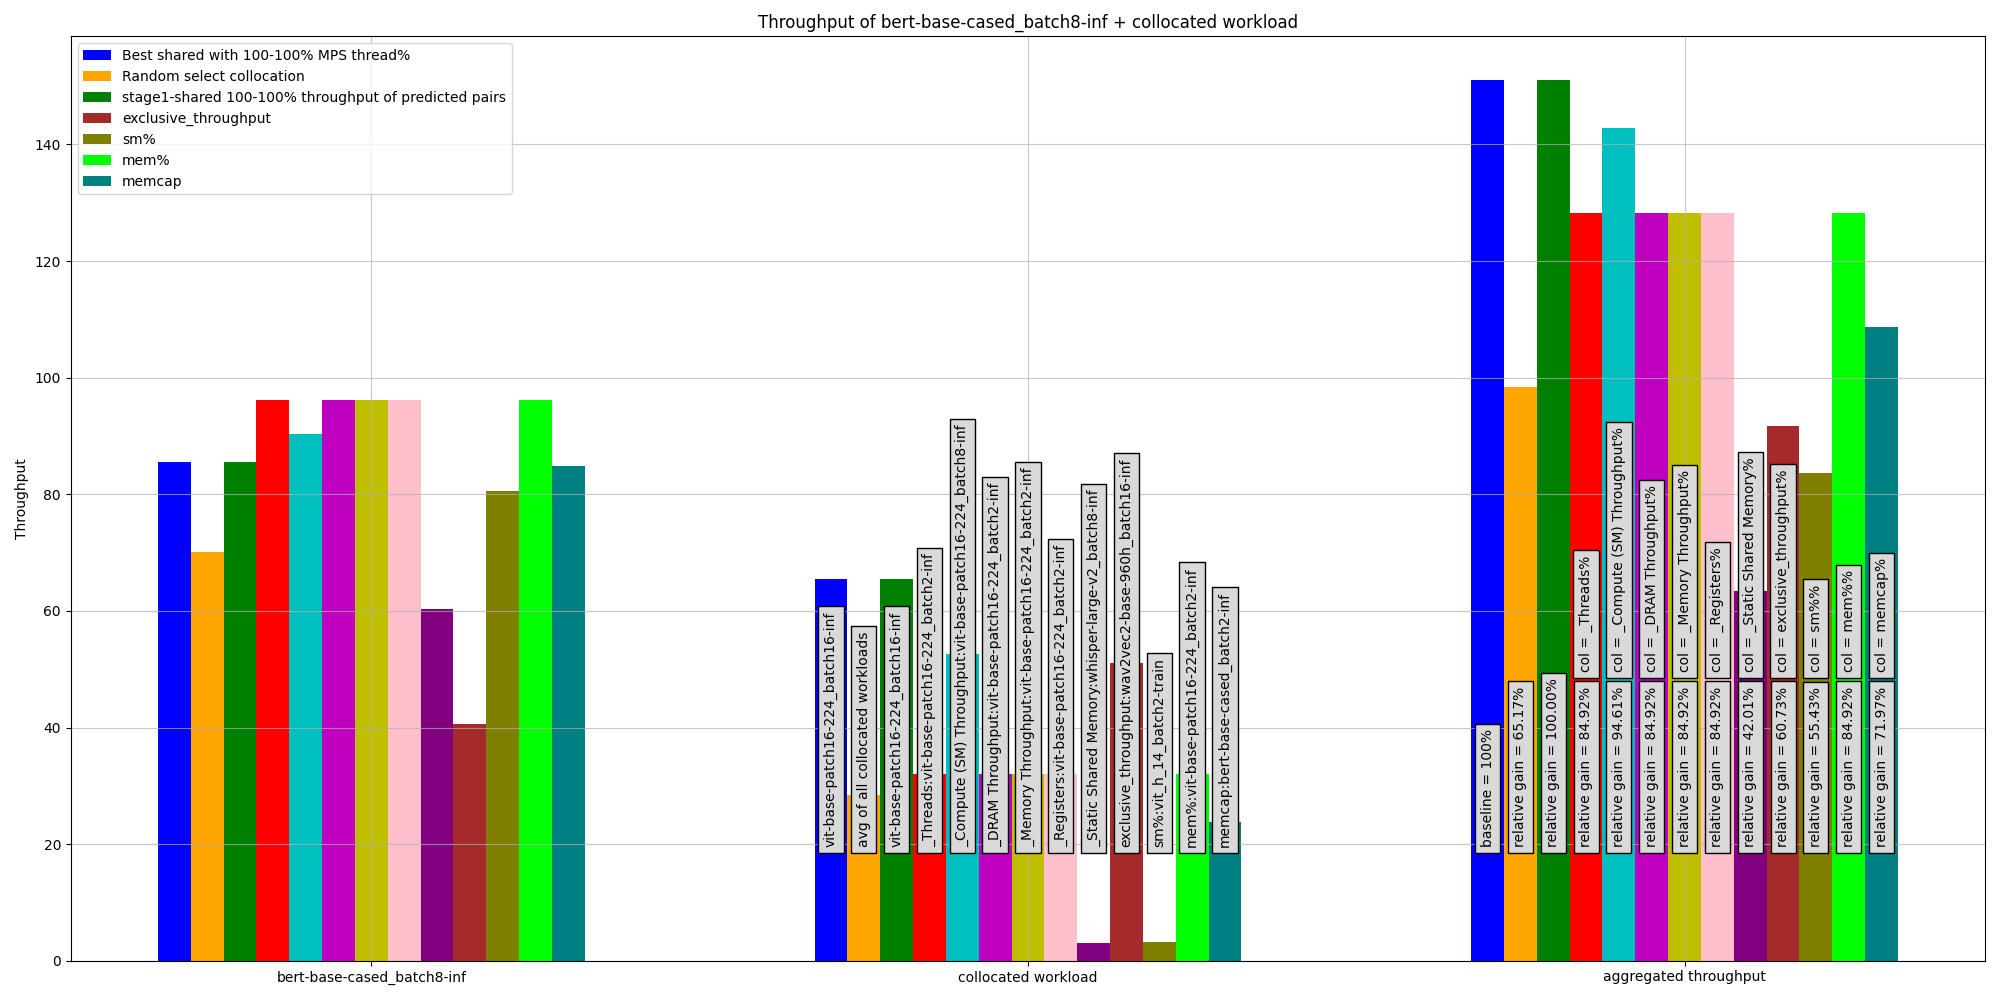 Throughput of bert-base-cased_batch8-inf + collocated workload
Best shared with 100-100% MPS thread%
Random select collocation
stage1-shared 100-100% throughput of predicted pairs
exclusive_throughput
sm%
mem%
memcap
Throughput
140
120
100
80
60
40
20
0
vit-base-patch16-224_batch16-inf
avg of all collocated workloads
vit-base-patch16-224_batch16-inf
_Threads:vit-base-patch16-224_batch2-inf
_Compute (SM) Throughput:vit-base-patch16-224_batch8-inf
_DRAM Throughput:vit-base-patch16-224_batch2-inf
_Memory Throughput:vit-base-patch16-224_batch2-inf
_Registers:vit-base-patch16-224_batch2-inf
_Static Shared Memory:whisper-large-v2_batch8-inf
exclusive_throughput:wav2vec2-base-960h_batch16-inf
sm%:vit_h_14_batch2-train
mem%:vit-base-patch16-224_batch2-inf
memcap:bert-base-cased_batch2-inf
baseline = 100%
relative gain = 65.17%
relative gain = 100.00%
col = _Threads%
relative gain = 84.92%
col = _Compute (SM) Throughput%
relative gain = 94.61%
col = _DRAM Throughput%
relative gain = 84.92%
col = _Memory Throughput%
relative gain = 84.92%
col = _Registers%
relative gain = 84.92%
col = _Static Shared Memory%
relative gain = 42.01%
col = exclusive_throughput%
relative gain = 60.73%
col = sm%%
relative gain = 55.43%
col = mem%%
relative gain = 84.92%
col = memcap%
relative gain = 71.97%
bert-base-cased_batch8-inf
collocated workload
aggregated throughput